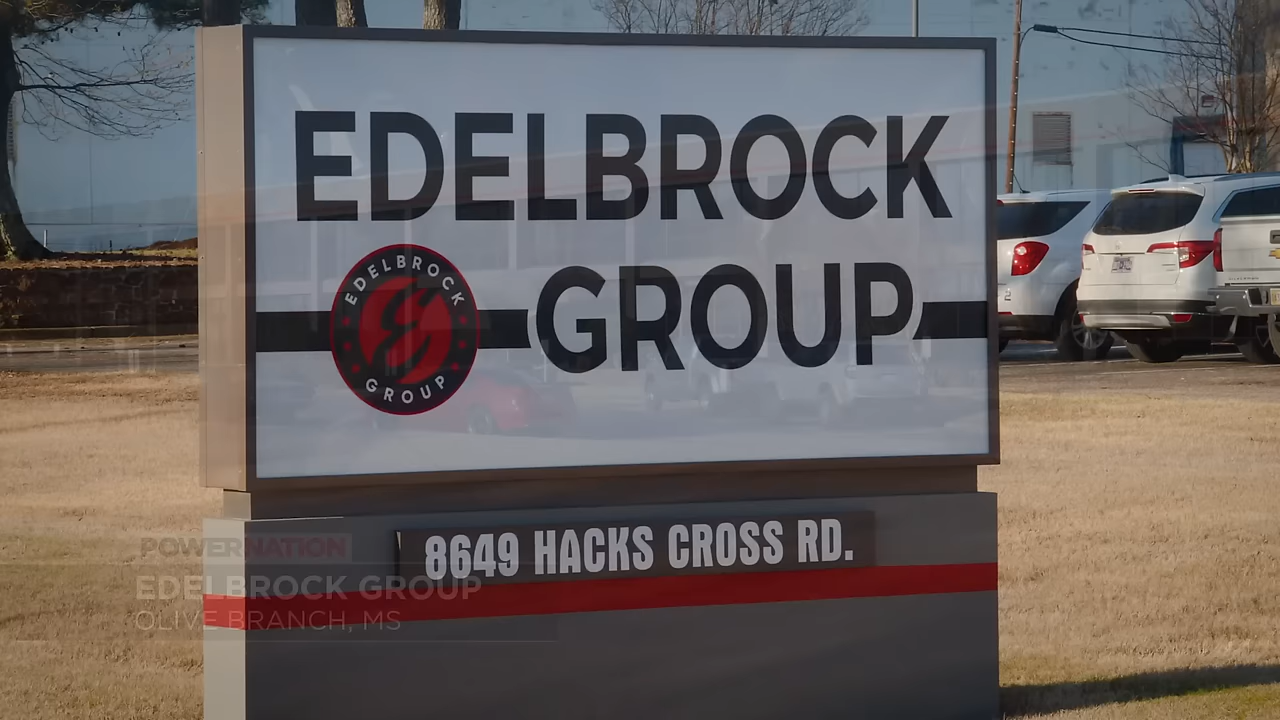 EDELBROCK
GROUP
EDELBROCK
GROUP
8649 HACKS CROSS RD.
POWERNATION
EDELBROCK GROUP
OLIVE BRANCH, MS